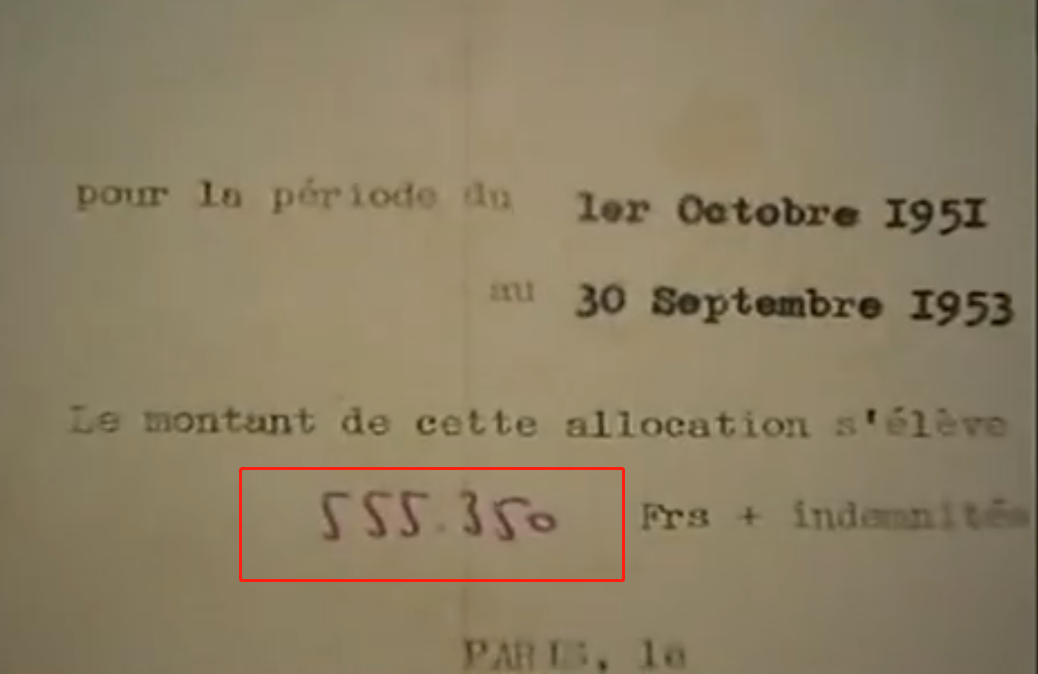 pour la période du 1er Octobre I95I
au 30 Septembre I953
Le montant de cette allocation s'élève
555.350 Frs + indemnités
PARIS, le